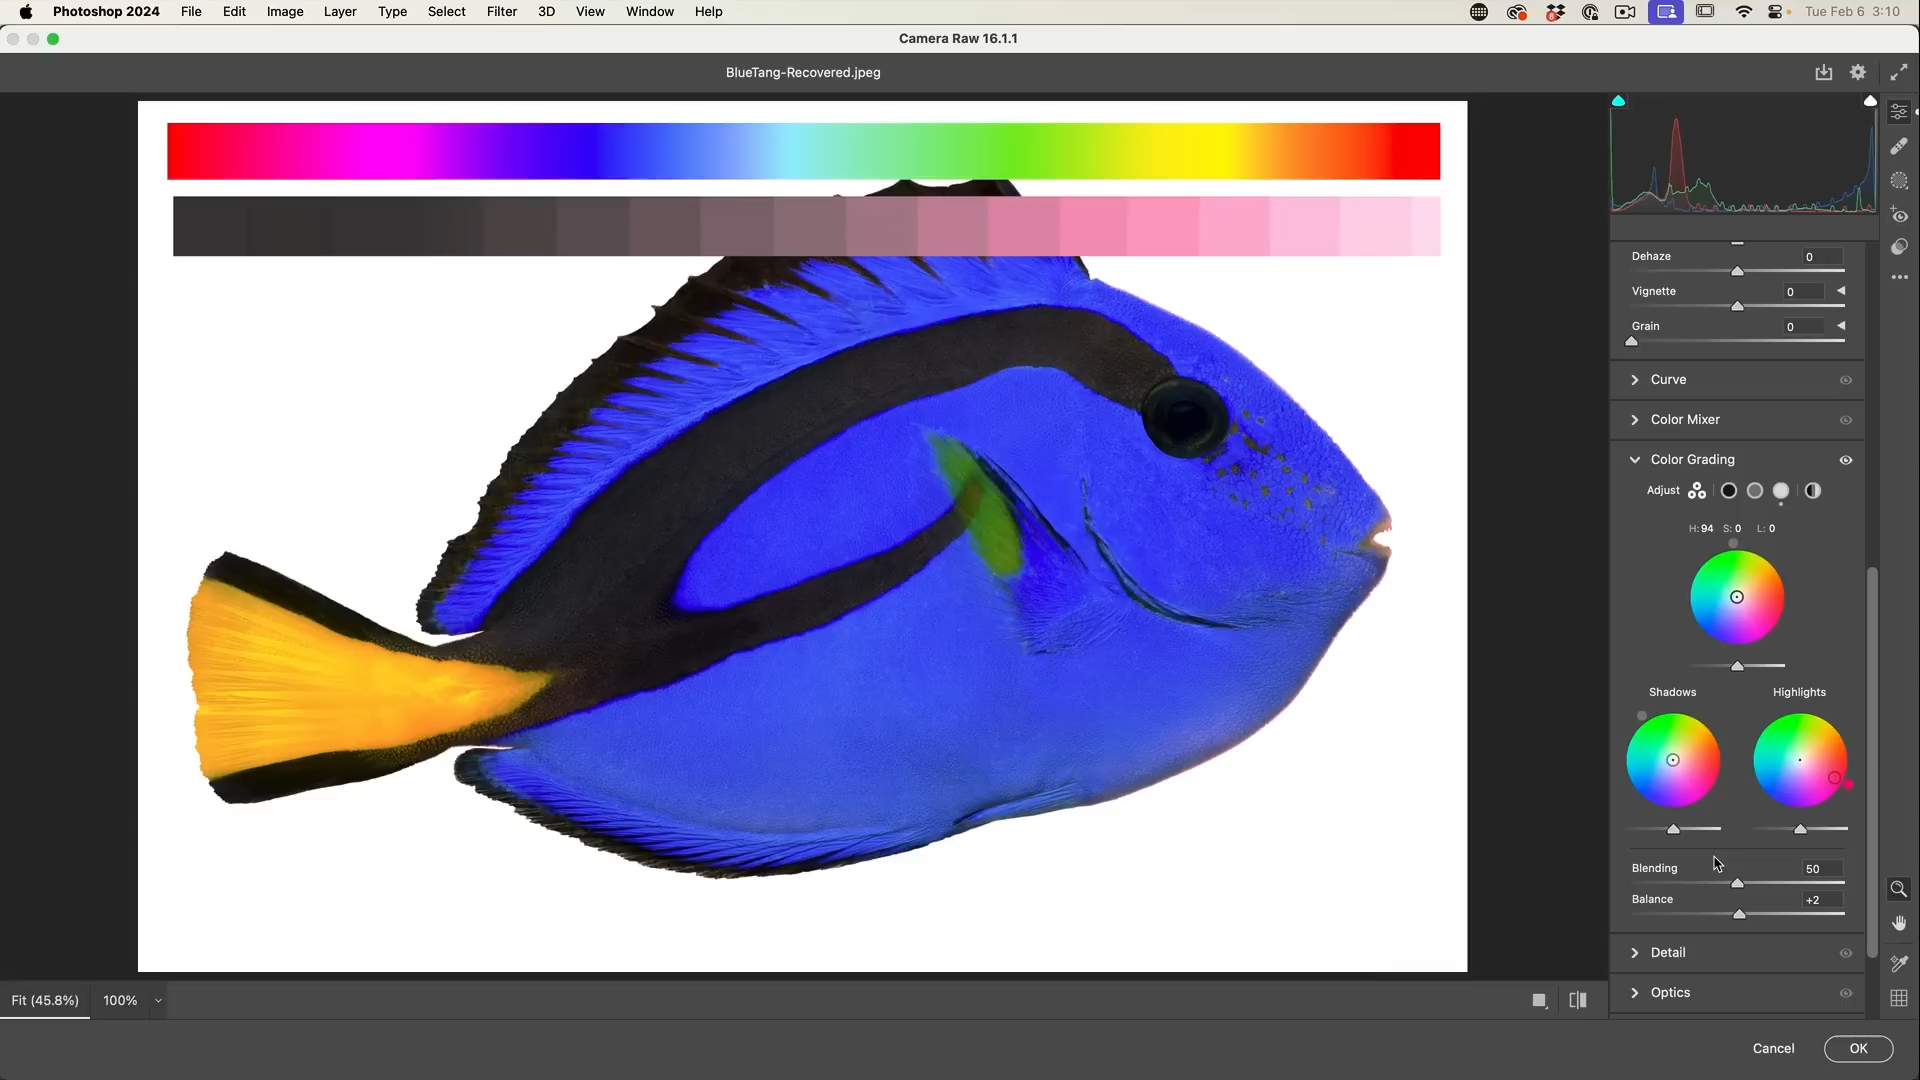 Photoshop 2024 File Edit Image Layer Type Select Filter 3D View Window Help Tue Feb 6 3:10
Camera Raw 16.1.1
BlueTang-Recovered.jpeg
Dehaze 0
Vignette 0
Grain 0
Curve
Color Mixer
Color Grading
Adjust
H: 94 S: 0 L: 0
Shadows Highlights
Blending 50
Balance +2
Detail
Optics
Fit (45.8%) 100%
Cancel OK